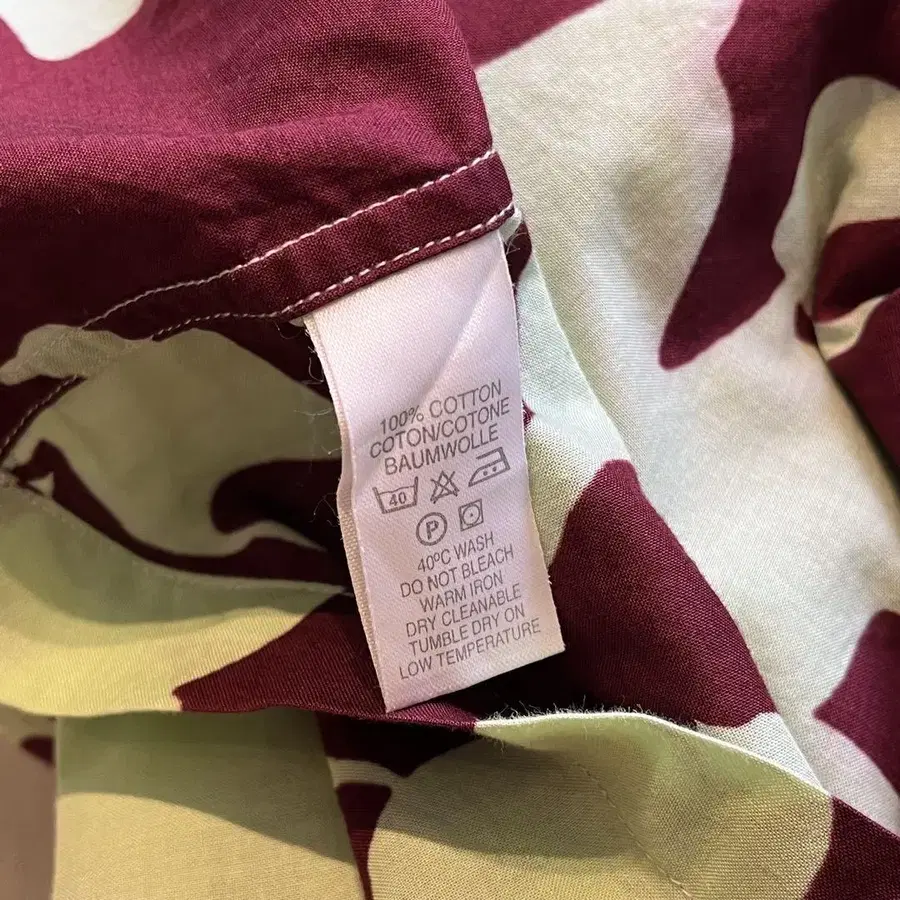 100% COTTON
COTON/COTONE
BAUMWOLLE
40
P
40ºC WASH
DO NOT BLEACH
WARM IRON
DRY CLEANABLE
TUMBLE DRY ON
LOW TEMPERATURE